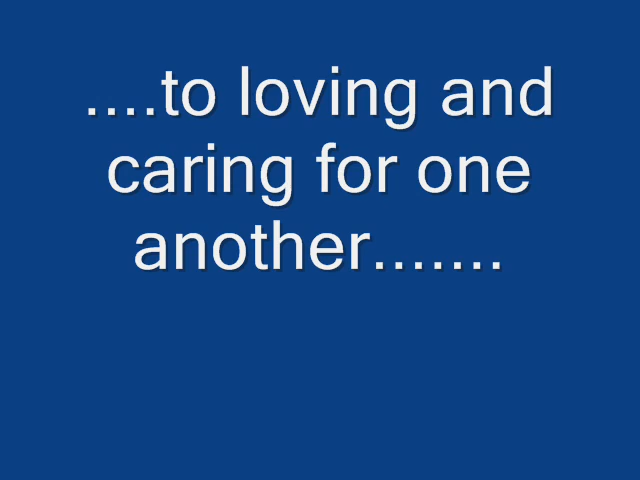 ....to loving and
caring for one
another.......